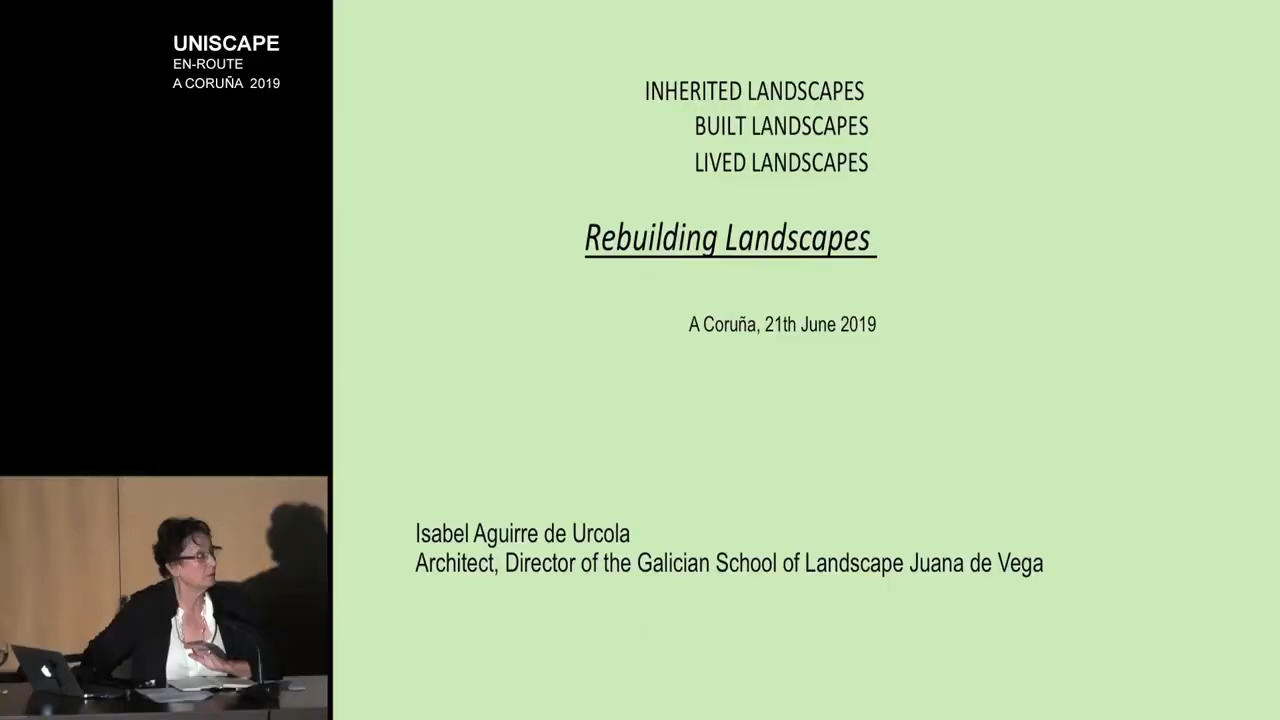 UNISCAPE
EN-ROUTE
A CORUÑA 2019
INHERITED LANDSCAPES
BUILT LANDSCAPES
LIVED LANDSCAPES
Rebuilding Landscapes
A Coruña, 21th June 2019
Isabel Aguirre de Urcola
Architect, Director of the Galician School of Landscape Juana de Vega